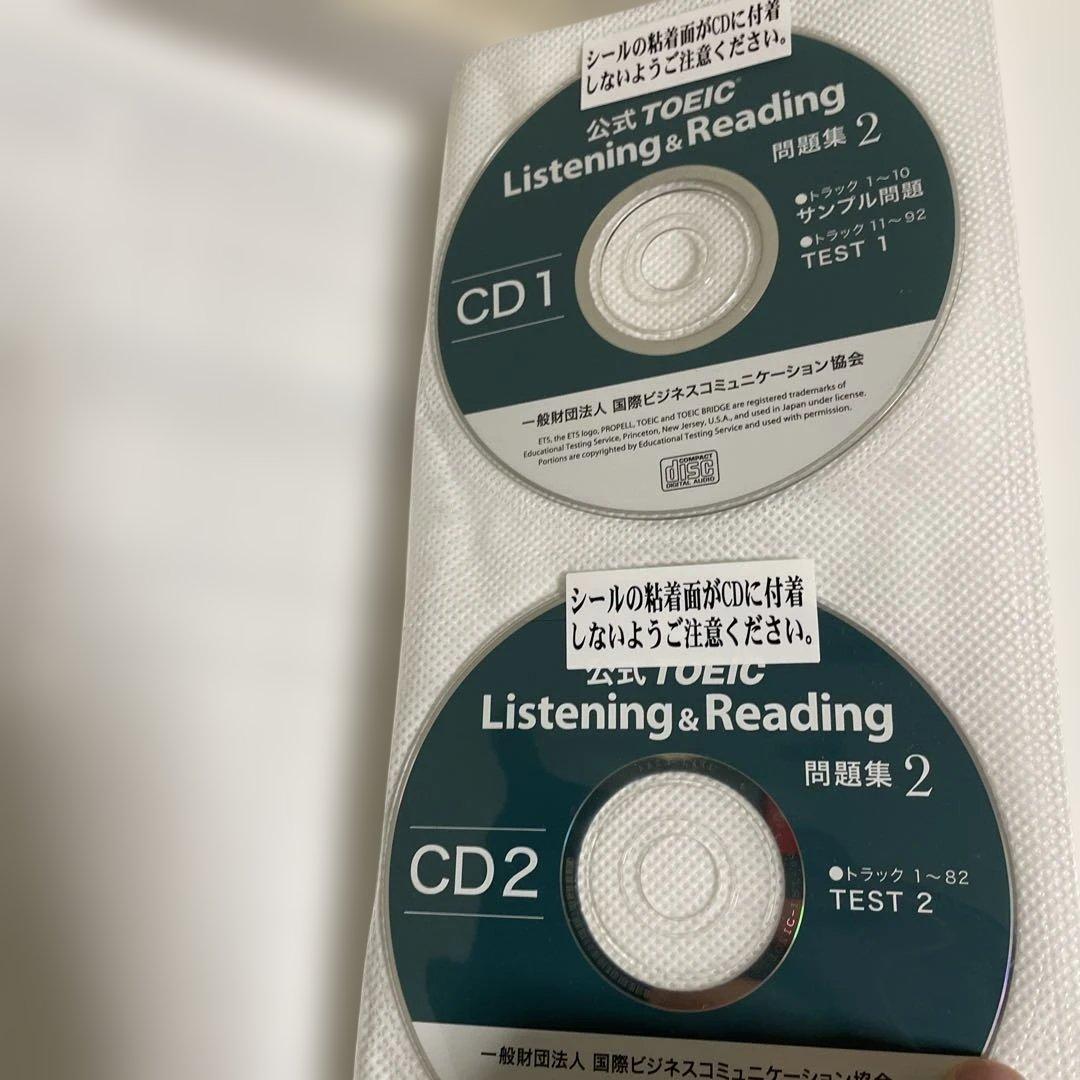 シールの粘着面がCDに付着
しないようご注意ください。
公式 TOEIC®
Listening & Reading
問題集 2
●トラック 1～10
サンプル問題
●トラック 11～92
TEST 1
CD1
一般財団法人 国際ビジネスコミュニケーション協会
ETS, the ETS logo, PROPELL, TOEIC and TOEIC BRIDGE are registered trademarks of
Educational Testing Service, Princeton, New Jersey, U.S.A., and used in Japan under license.
Portions are copyrighted by Educational Testing Service and used with permission.
COMPACT
disc
DIGITAL AUDIO
シールの粘着面がCDに付着
しないようご注意ください。
公式 TOEIC
Listening & Reading
問題集 2
CD2
●トラック 1～82
TEST 2
一般財団法人 国際ビジネスコミュニケーション協会